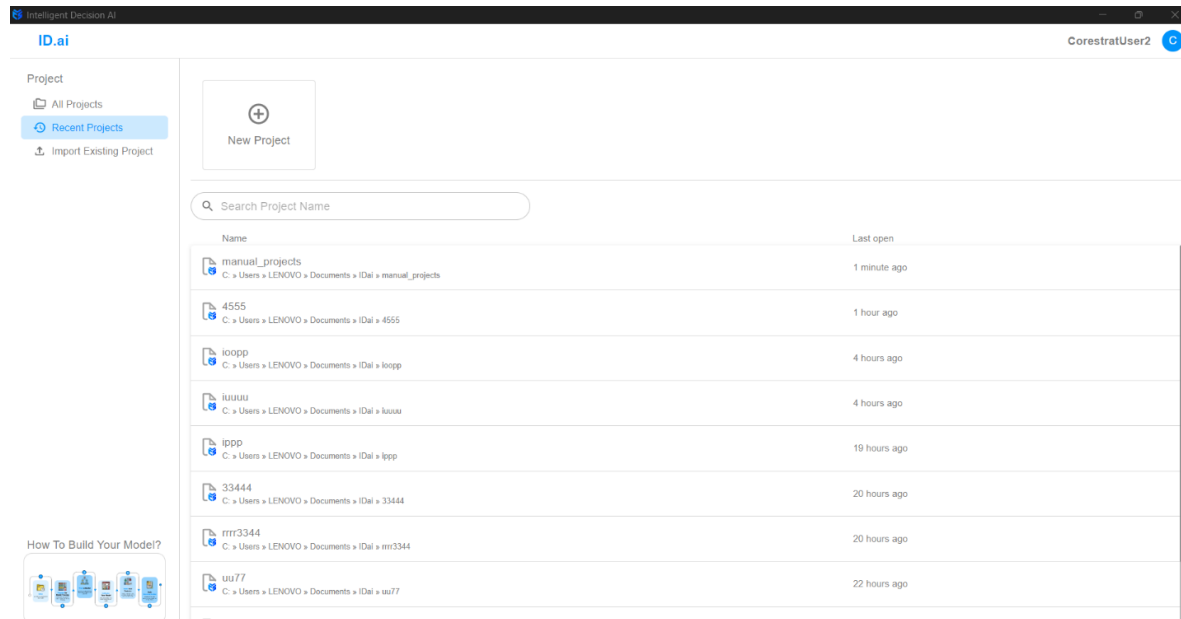 Intelligent Decision AI
ID.ai
CorestratUser2 C
Project
All Projects
Recent Projects
Import Existing Project
New Project
Search Project Name
Name Last open
manual_projects
C: » Users » LENOVO » Documents » IDai » manual_projects
1 minute ago
4555
C: » Users » LENOVO » Documents » IDai » 4555
1 hour ago
ioopp
C: » Users » LENOVO » Documents » IDai » ioopp
4 hours ago
iuuuu
C: » Users » LENOVO » Documents » IDai » iuuuu
4 hours ago
ippp
C: » Users » LENOVO » Documents » IDai » ippp
19 hours ago
33444
C: » Users » LENOVO » Documents » IDai » 33444
20 hours ago
rrrr3344
C: » Users » LENOVO » Documents » IDai » rrrr3344
20 hours ago
uu77
C: » Users » LENOVO » Documents » IDai » uu77
22 hours ago
How To Build Your Model?